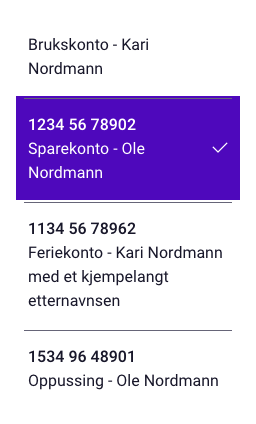 Brukskonto - Kari
Nordmann
1234 56 78902
Sparekonto - Ole
Nordmann
1134 56 78962
Feriekonto - Kari Nordmann
med et kjempelangt
etternavnsen
1534 96 48901
Oppussing - Ole Nordmann